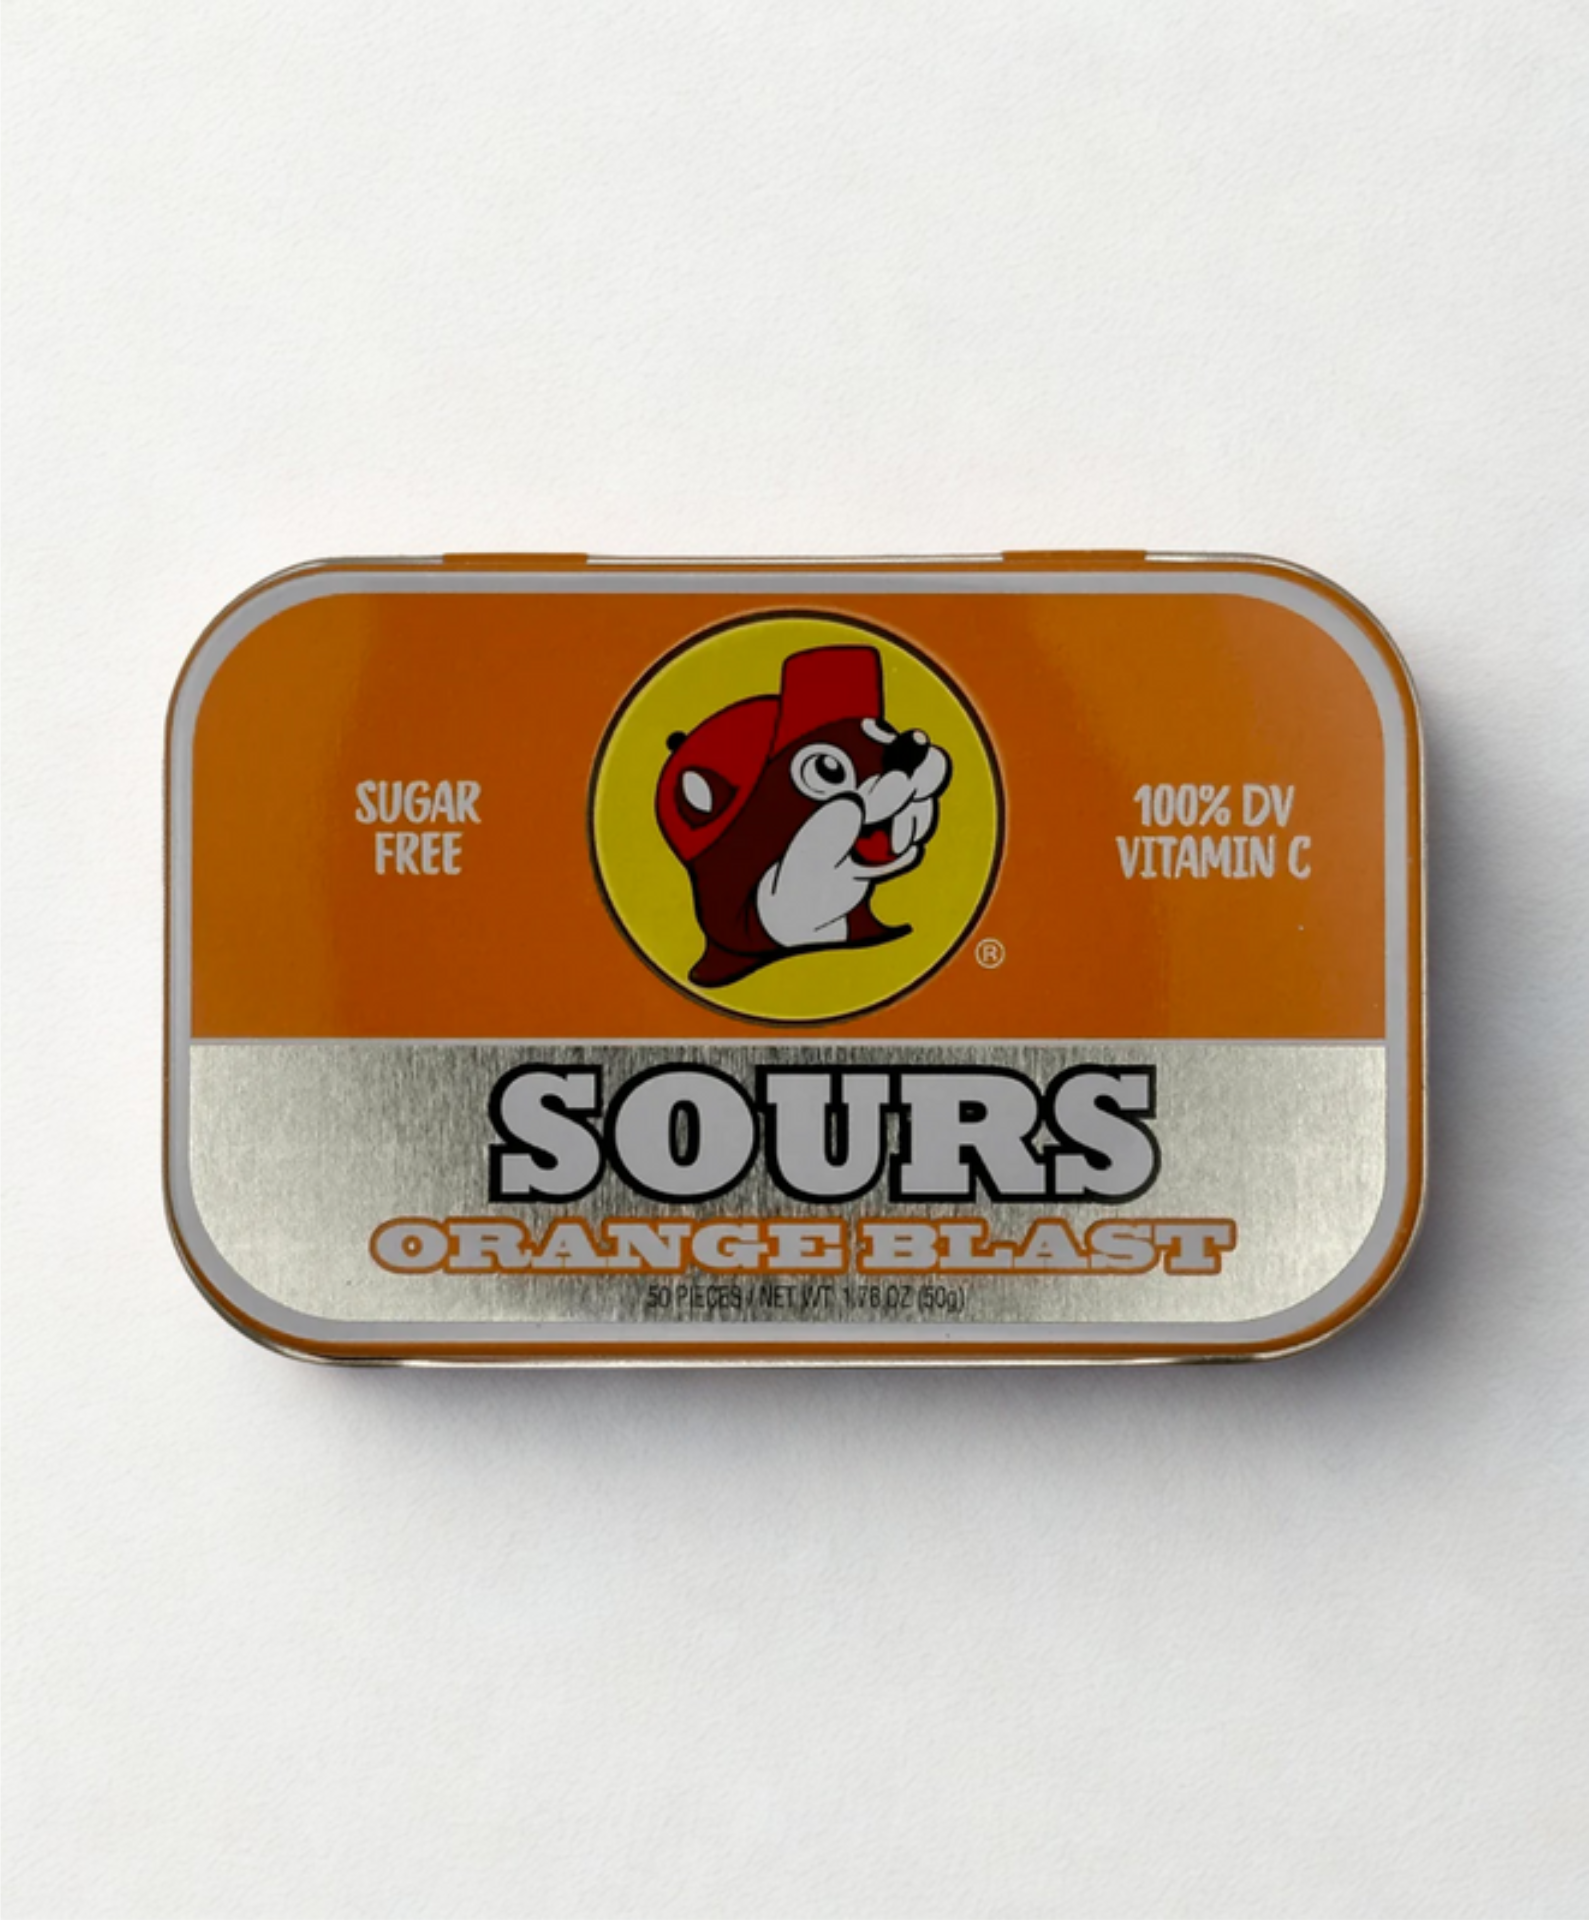 SUGAR
FREE
100% DV
VITAMIN C
®
SOURS
ORANGE BLAST
50 PIECES / NET WT. 1.76 OZ (50g)